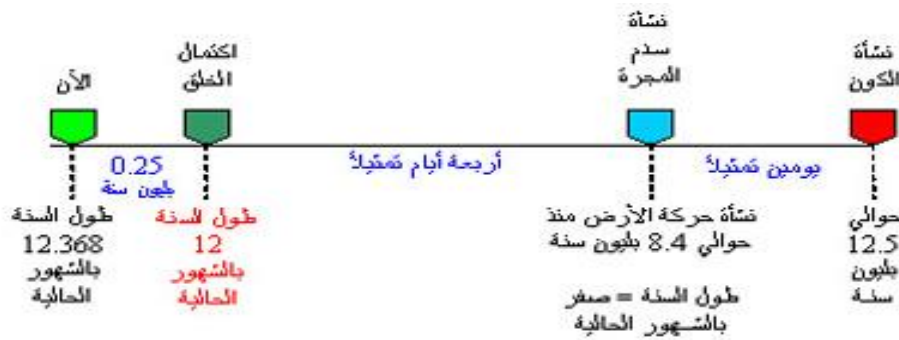 نشأة
الكون
نشأة
سدم
المجرة
اكتمال
الخلق
الآن
يومين تمثيلاً
أربعة أيام تمثيلاً
0.25
بليون سنة
حوالي
12.5
بليون
سنة
نشأة حركة الأرض منذ
حوالي 8.4 بليون سنة
طول السنة = صفر
بالشهور الحالية
طول السنة
12
بالشهور
الحالية
طول السنة
12.368
بالشهور
الحالية